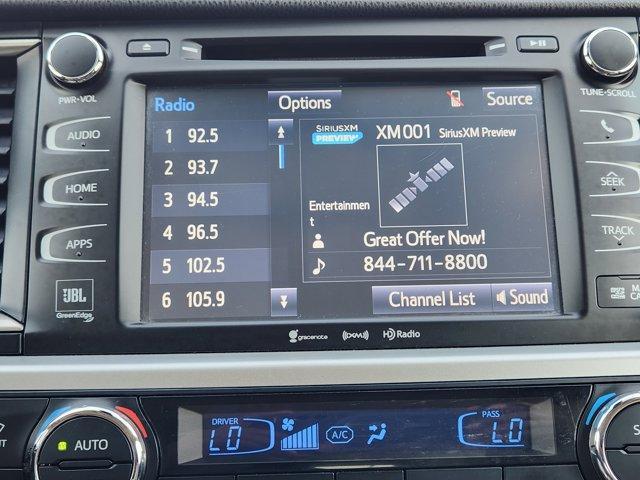 PWR•VOL
TUNE•SCROLL
AUDIO
HOME
APPS
JBL
GreenEdge
SEEK
TRACK
Radio
Options
Source
1 92.5
2 93.7
3 94.5
4 96.5
5 102.5
6 105.9
SIRIUSXM
PREVIEW
XM001 SiriusXM Preview
Entertainmen
t
Great Offer Now!
844-711-8800
Channel List
Sound
gracenote
((XM))
HD Radio
AUTO
DRIVER
LO
A/C
PASS
LO